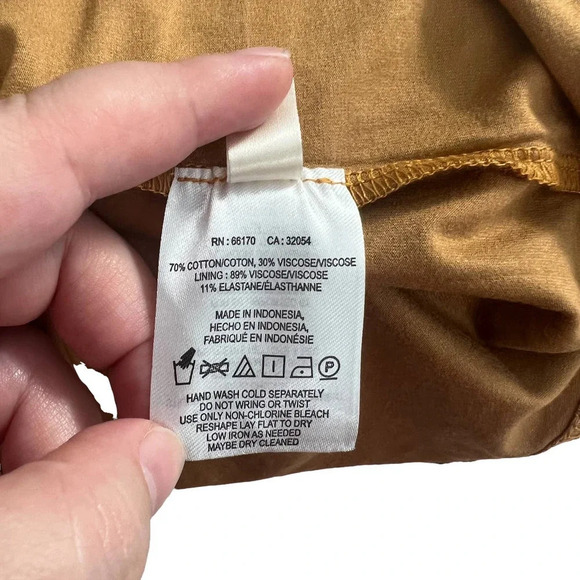 RN : 66170 CA : 32054
70% COTTON/COTON, 30% VISCOSE/VISCOSE
LINING : 89% VISCOSE/VISCOSE
11% ELASTANE/ÉLASTHANNE
MADE IN INDONESIA,
HECHO EN INDONESIA,
FABRIQUÉ EN INDONÉSIE
HAND WASH COLD SEPARATELY
DO NOT WRING OR TWIST
USE ONLY NON-CHLORINE BLEACH
RESHAPE LAY FLAT TO DRY
LOW IRON AS NEEDED
MAYBE DRY CLEANED